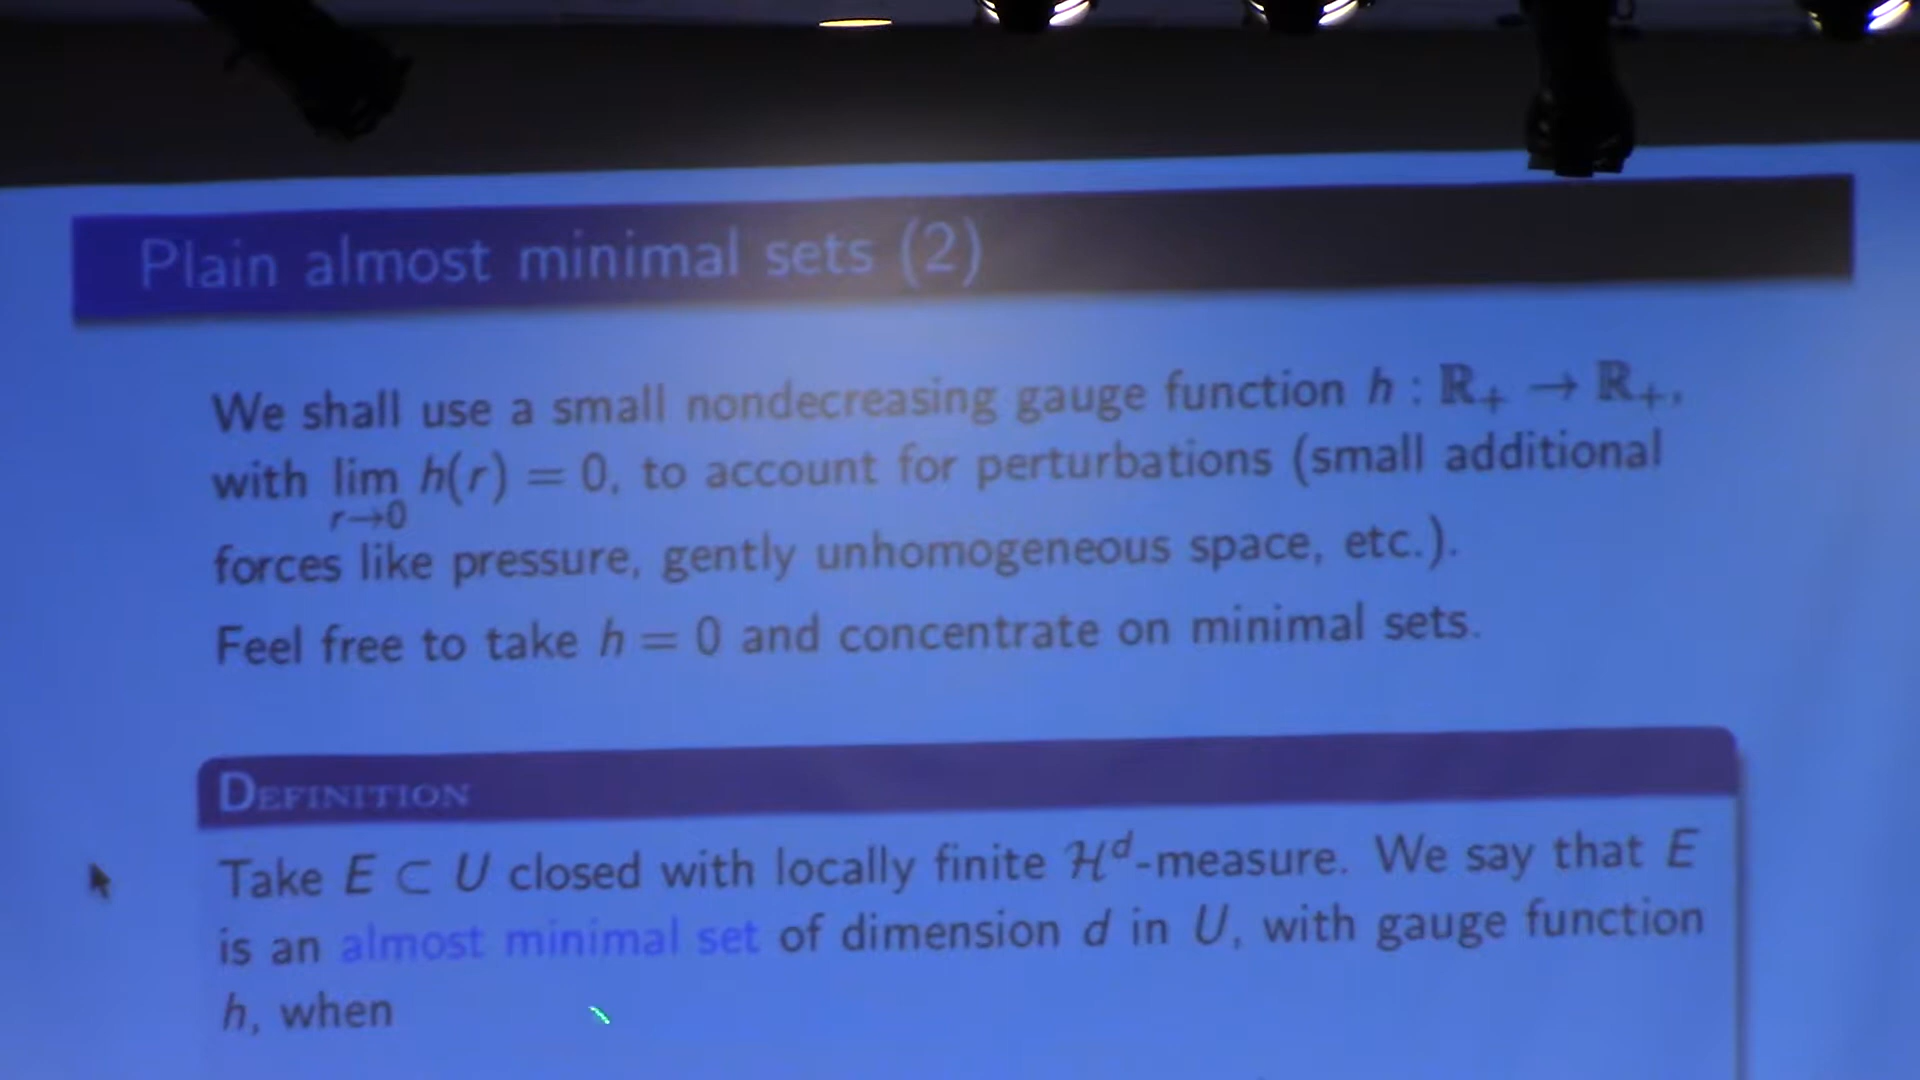 Plain almost minimal sets (2)
We shall use a small nondecreasing gauge function h : ℝ₊ → ℝ₊,
with lim h(r) = 0, to account for perturbations (small additional
r→0
forces like pressure, gently unhomogeneous space, etc.).
Feel free to take h = 0 and concentrate on minimal sets.
DEFINITION
Take E ⊂ U closed with locally finite ℋᵈ-measure. We say that E
is an almost minimal set of dimension d in U, with gauge function
h, when